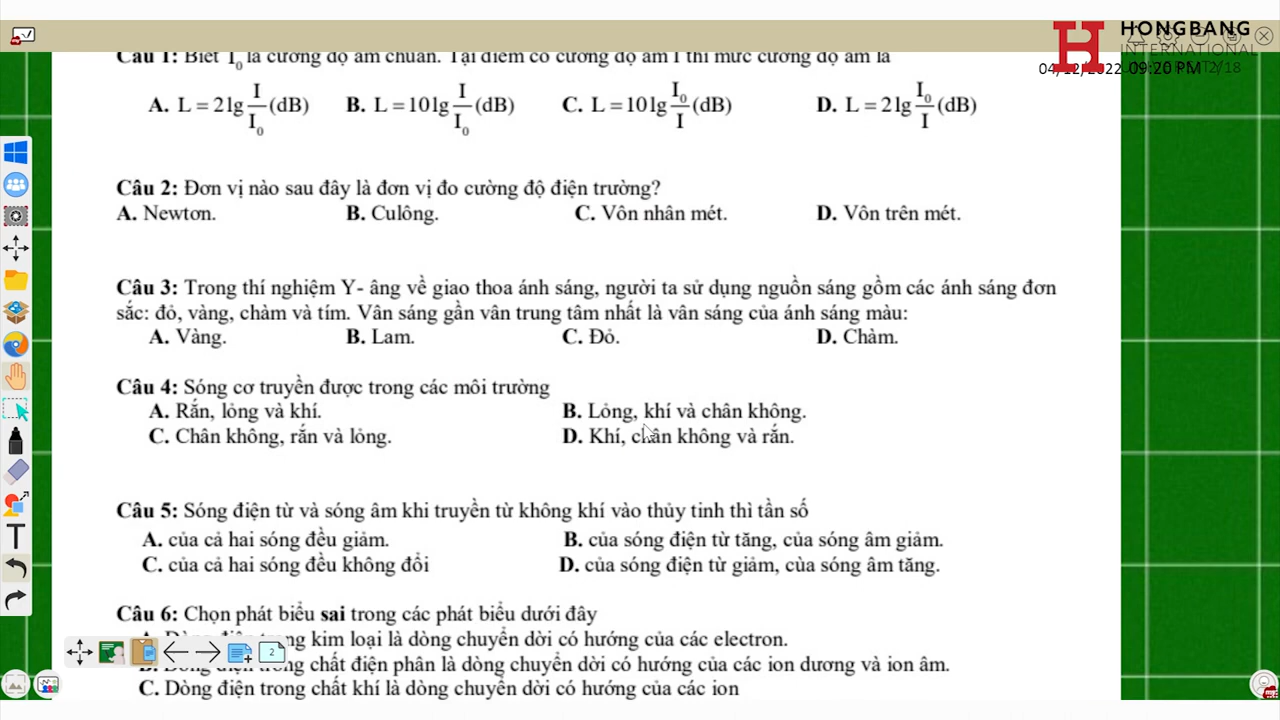 HONGBANG
INTERNATIONAL
04/12/2022 09:20 PM 2/18
Câu 1: Biết I₀ là cường độ âm chuẩn. Tại điểm có cường độ âm I thì mức cường độ âm là
A. L = 2lg I/I₀ (dB) B. L = 10lg I/I₀ (dB) C. L = 10lg I₀/I (dB) D. L = 2lg I₀/I (dB)
Câu 2: Đơn vị nào sau đây là đơn vị đo cường độ điện trường?
A. Newton. B. Culông. C. Vôn nhân mét. D. Vôn trên mét.
Câu 3: Trong thí nghiệm Y- âng về giao thoa ánh sáng, người ta sử dụng nguồn sáng gồm các ánh sáng đơn
sắc: đỏ, vàng, chàm và tím. Vân sáng gần vân trung tâm nhất là vân sáng của ánh sáng màu:
A. Vàng. B. Lam. C. Đỏ. D. Chàm.
Câu 4: Sóng cơ truyền được trong các môi trường
A. Rắn, lỏng và khí. B. Lỏng, khí và chân không.
C. Chân không, rắn và lỏng. D. Khí, chân không và rắn.
Câu 5: Sóng điện từ và sóng âm khi truyền từ không khí vào thủy tinh thì tần số
A. của cả hai sóng đều giảm. B. của sóng điện từ tăng, của sóng âm giảm.
C. của cả hai sóng đều không đổi D. của sóng điện từ giảm, của sóng âm tăng.
Câu 6: Chọn phát biểu sai trong các phát biểu dưới đây
kim loại là dòng chuyển dời có hướng của các electron.
chất điện phân là dòng chuyển dời có hướng của các ion dương và ion âm.
C. Dòng điện trong chất khí là dòng chuyển dời có hướng của các ion
T
2